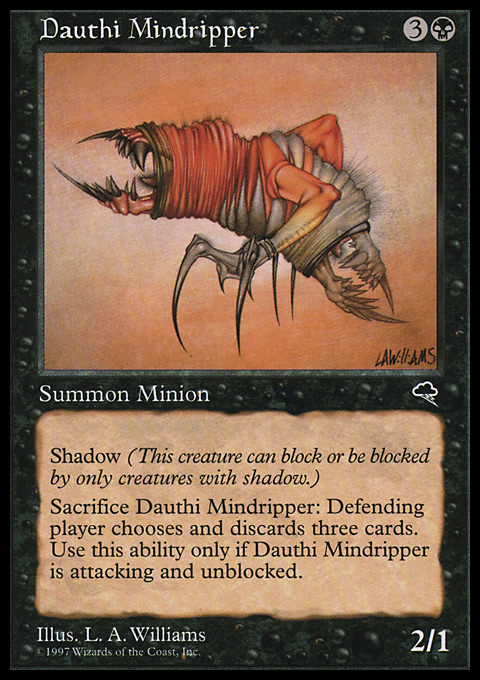 Dauthi Mindripper 3
LAWilliAMS
Summon Minion
Shadow (This creature can block or be blocked
by only creatures with shadow.)
Sacrifice Dauthi Mindripper: Defending
player chooses and discards three cards.
Use this ability only if Dauthi Mindripper
is attacking and unblocked.
Illus. L. A. Williams
©1997 Wizards of the Coast, Inc.
2/1